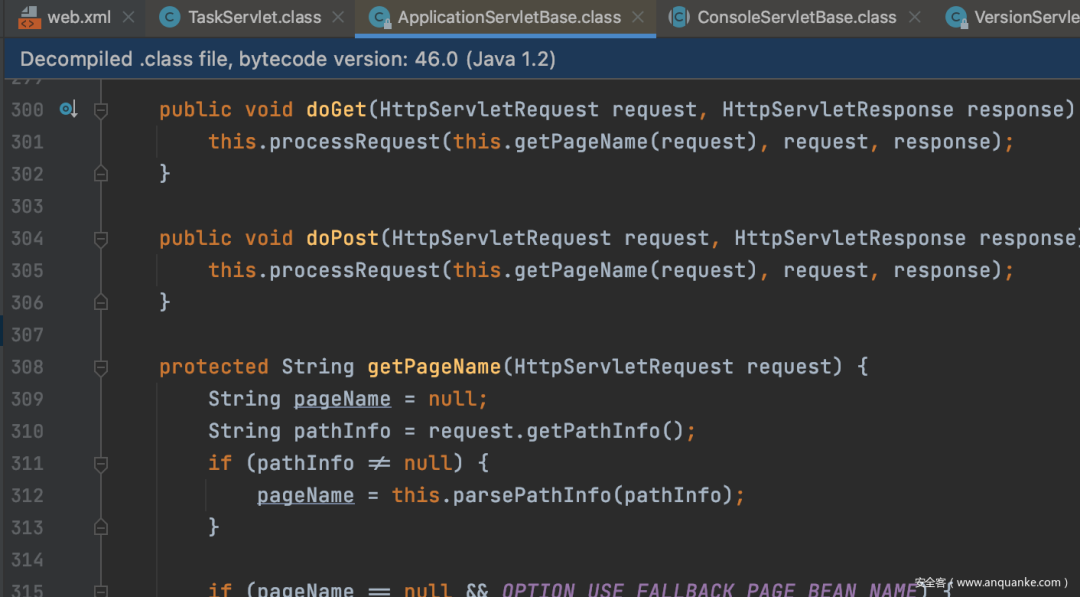 web.xml TaskServlet.class ApplicationServletBase.class ConsoleServletBase.class VersionServle
Decompiled .class file, bytecode version: 46.0 (Java 1.2)
300 public void doGet(HttpServletRequest request, HttpServletResponse response)
301 this.processRequest(this.getPageName(request), request, response);
302 }
303
304 public void doPost(HttpServletRequest request, HttpServletResponse response)
305 this.processRequest(this.getPageName(request), request, response);
306 }
307
308 protected String getPageName(HttpServletRequest request) {
309 String pageName = null;
310 String pathInfo = request.getPathInfo();
311 if (pathInfo ≠ null) {
312 pageName = this.parsePathInfo(pathInfo);
313 }
314
315 if (pageName == null && OPTION_USE_FALLBACK_PAGE_BEAN_NAME) {
安全客 ( www.anquanke.com )